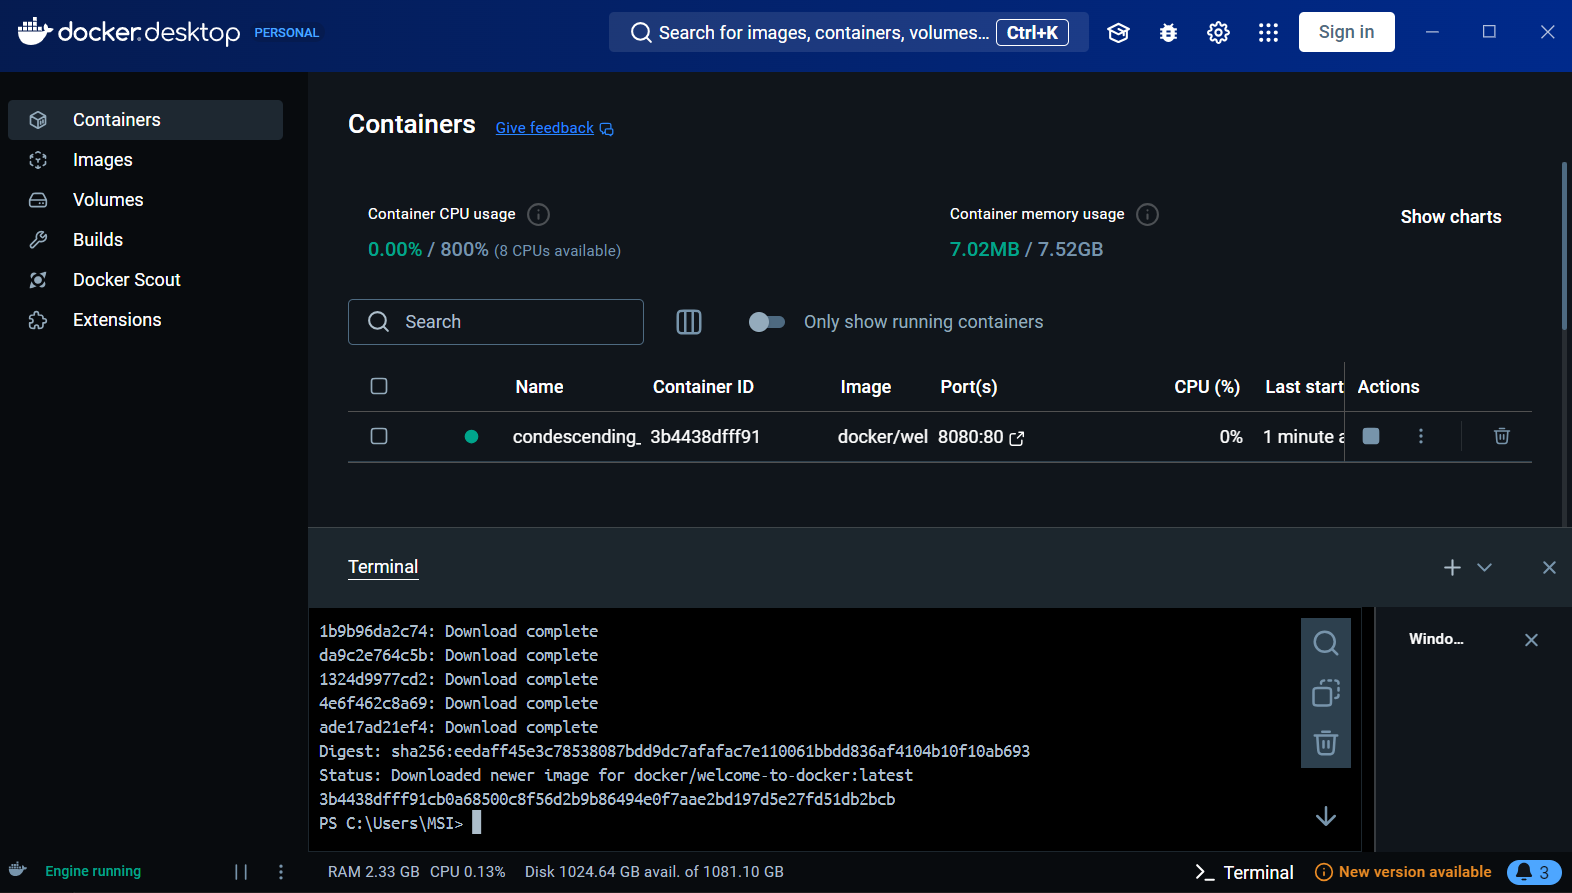 docker.desktop PERSONAL
Search for images, containers, volumes... Ctrl+K
Sign in
Containers
Images
Volumes
Builds
Docker Scout
Extensions
Containers Give feedback
Container CPU usage
0.00% / 800% (8 CPUs available)
Container memory usage
7.02MB / 7.52GB
Show charts
Search
Only show running containers
Name Container ID Image Port(s) CPU (%) Last start Actions
condescending_ 3b4438dfff91 docker/wel 8080:80 0% 1 minute a
Terminal
1b9b96da2c74: Download complete
da9c2e764c5b: Download complete
1324d9977cd2: Download complete
4e6f462c8a69: Download complete
ade17ad21ef4: Download complete
Digest: sha256:eedaff45e3c78538087bdd9dc7afafac7e110061bbdd836af4104b10f10ab693
Status: Downloaded newer image for docker/welcome-to-docker:latest
3b4438dfff91cb0a68500c8f56d2b9b86494e0f7aae2bd197d5e27fd51db2bcb
PS C:\Users\MSI>
Windo...
Engine running
RAM 2.33 GB CPU 0.13% Disk 1024.64 GB avail. of 1081.10 GB
Terminal
New version available
3